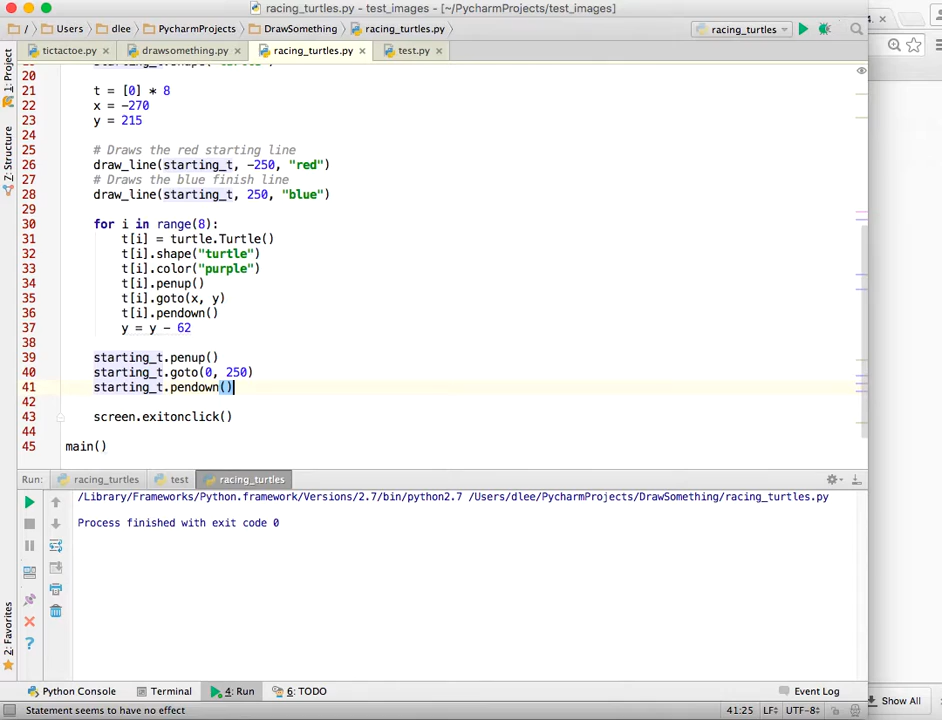 racing_turtles.py - test_images - [~/PycharmProjects/test_images]
/ Users dlee PycharmProjects DrawSomething racing_turtles.py racing_turtles
tictactoe.py drawsomething.py racing_turtles.py test.py
1: Project
Z: Structure
2: Favorites
20
21 t = [0] * 8
22 x = -270
23 y = 215
24
25 # Draws the red starting line
26 draw_line(starting_t, -250, "red")
27 # Draws the blue finish line
28 draw_line(starting_t, 250, "blue")
29
30 for i in range(8):
31 t[i] = turtle.Turtle()
32 t[i].shape("turtle")
33 t[i].color("purple")
34 t[i].penup()
35 t[i].goto(x, y)
36 t[i].pendown()
37 y = y - 62
38
39 starting_t.penup()
40 starting_t.goto(0, 250)
41 starting_t.pendown()
42
43 screen.exitonclick()
44
45 main()
Run: racing_turtles test racing_turtles
/Library/Frameworks/Python.framework/Versions/2.7/bin/python2.7 /Users/dlee/PycharmProjects/DrawSomething/racing_turtles.py
Process finished with exit code 0
Python Console Terminal 4: Run 6: TODO Event Log
Statement seems to have no effect 41:25 LF÷ UTF-8÷
Show All